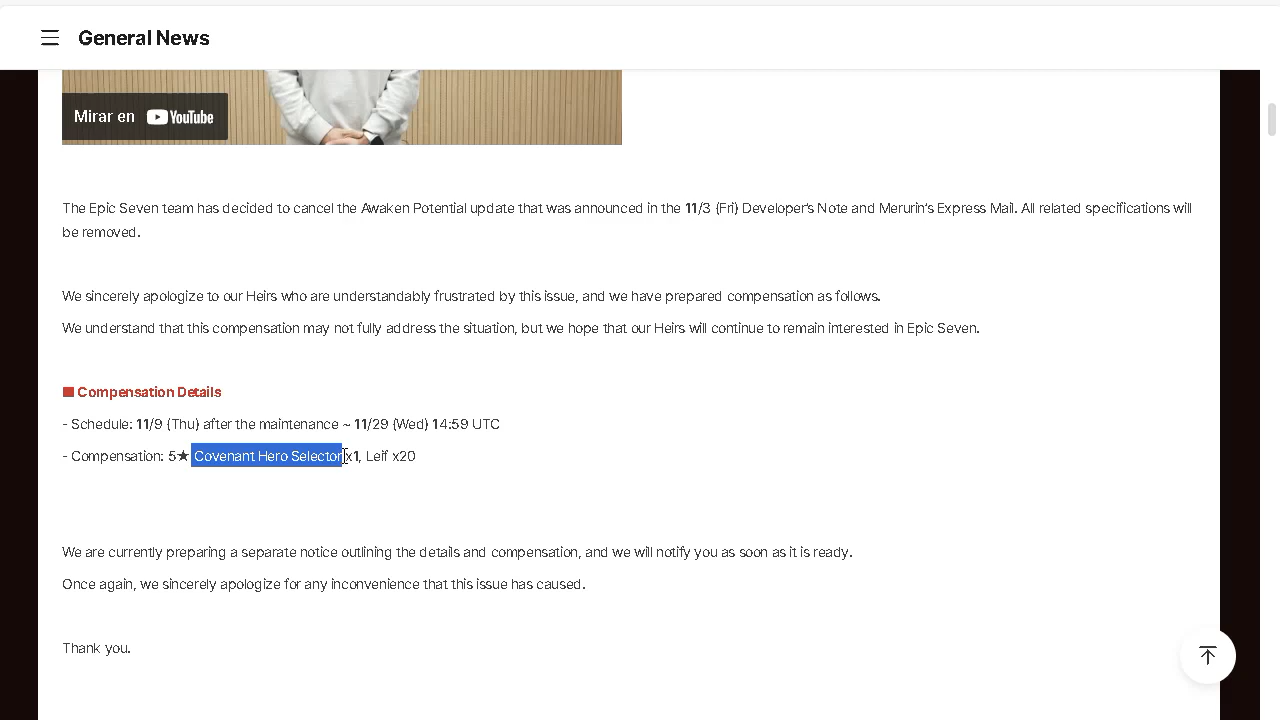 General News
Mirar en YouTube
The Epic Seven team has decided to cancel the Awaken Potential update that was announced in the 11/3 (Fri) Developer's Note and Merurin's Express Mail. All related specifications will
be removed.
We sincerely apologize to our Heirs who are understandably frustrated by this issue, and we have prepared compensation as follows.
We understand that this compensation may not fully address the situation, but we hope that our Heirs will continue to remain interested in Epic Seven.
■ Compensation Details
- Schedule: 11/9 (Thu) after the maintenance ~ 11/29 (Wed) 14:59 UTC
- Compensation: 5★ Covenant Hero Selector x1, Leif x20
We are currently preparing a separate notice outlining the details and compensation, and we will notify you as soon as it is ready.
Once again, we sincerely apologize for any inconvenience that this issue has caused.
Thank you.